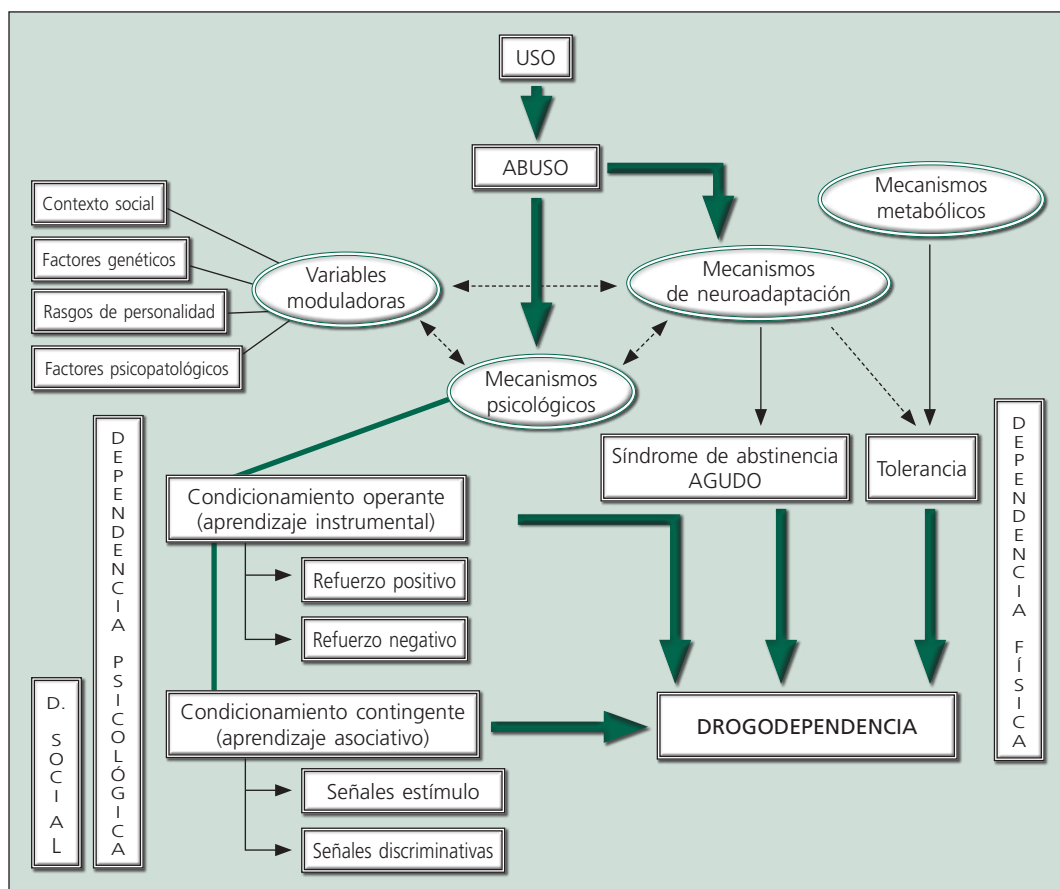 USO
ABUSO
Mecanismos
metabólicos
Contexto social
Factores genéticos
Rasgos de personalidad
Factores psicopatológicos
Variables
moduladoras
Mecanismos
de neuroadaptación
Mecanismos
psicológicos
Síndrome de abstinencia
AGUDO
Tolerancia
Condicionamiento operante
(aprendizaje instrumental)
Refuerzo positivo
Refuerzo negativo
Condicionamiento contingente
(aprendizaje asociativo)
Señales estímulo
Señales discriminativas
DROGODEPENDENCIA
D. SOCIAL
DEPENDENCIA PSICOLÓGICA
DEPENDENCIA FÍSICA